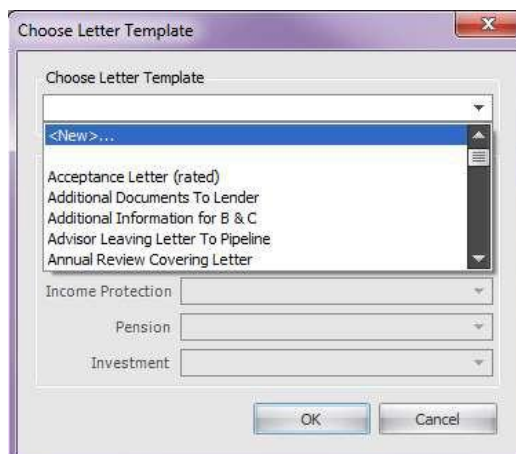 Choose Letter Template
Choose Letter Template
<New>...
Acceptance Letter (rated)
Additional Documents To Lender
Additional Information for B & C
Advisor Leaving Letter To Pipeline
Annual Review Covering Letter
Income Protection
Pension
Investment
OK Cancel